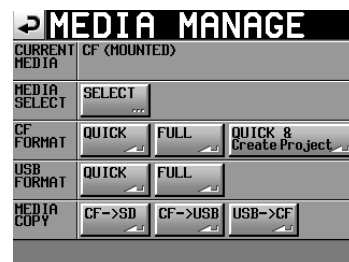 MEDIA MANAGE
CURRENT MEDIA CF (MOUNTED)
MEDIA SELECT SELECT ...
CF FORMAT QUICK FULL QUICK & Create Project
USB FORMAT QUICK FULL
MEDIA COPY CF->SD CF->USB USB->CF